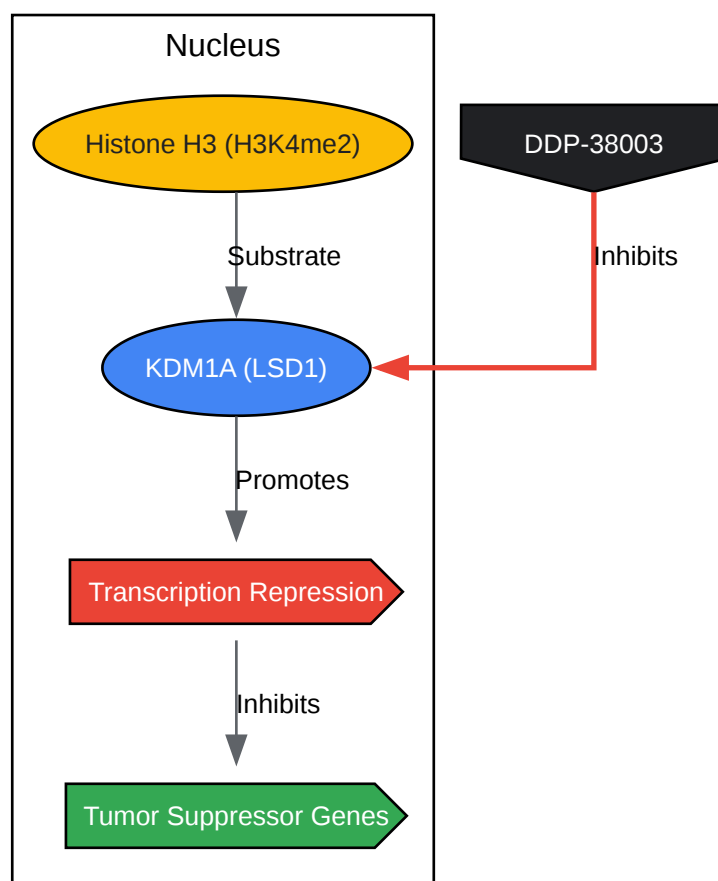 Nucleus
Histone H3 (H3K4me2)
DDP-38003
Substrate
Inhibits
KDM1A (LSD1)
Promotes
Transcription Repression
Inhibits
Tumor Suppressor Genes